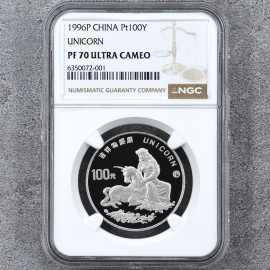 1996P CHINA Pt100Y
UNICORN
PF 70 ULTRA CAMEO
6350072-001
NUMISMATIC GUARANTY COMPANY
NGC
UNICORN
100元